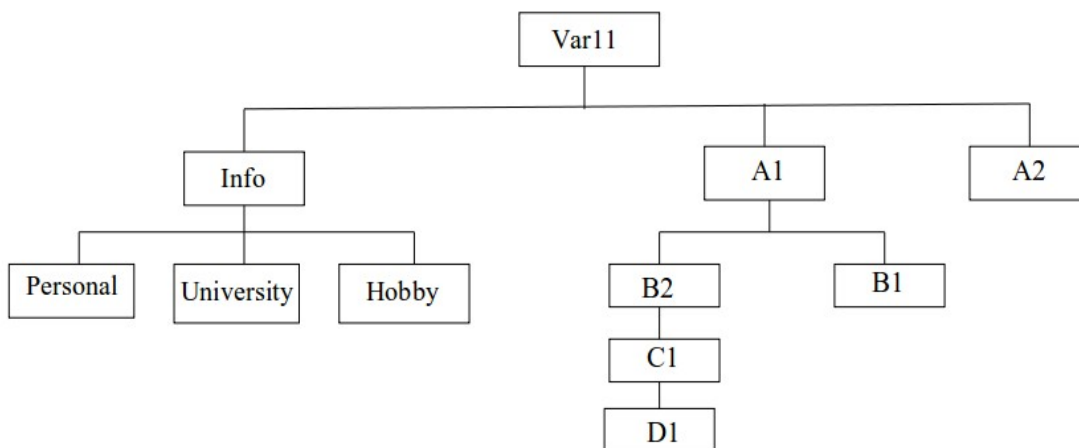 Var11
Info
A1
A2
Personal
University
Hobby
B2
B1
C1
D1